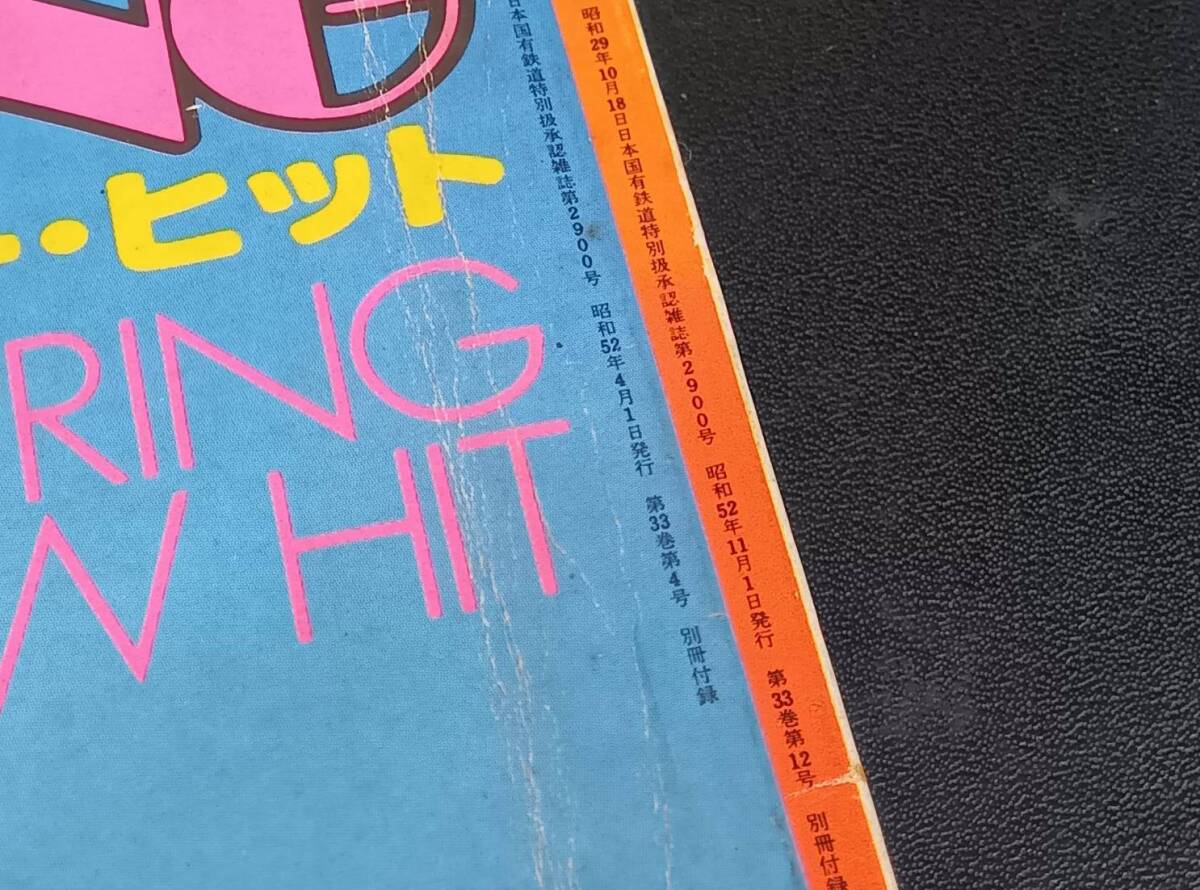 ・ヒット
RING
HIT
日本国有鉄道特別扱承認雑誌第2900号 昭和52年4月1日発行 第33巻第4号 別冊付録
昭和29年10月18日日本国有鉄道特別扱承認雑誌第2900号 昭和52年11月1日発行 第33巻第12号 別冊付録